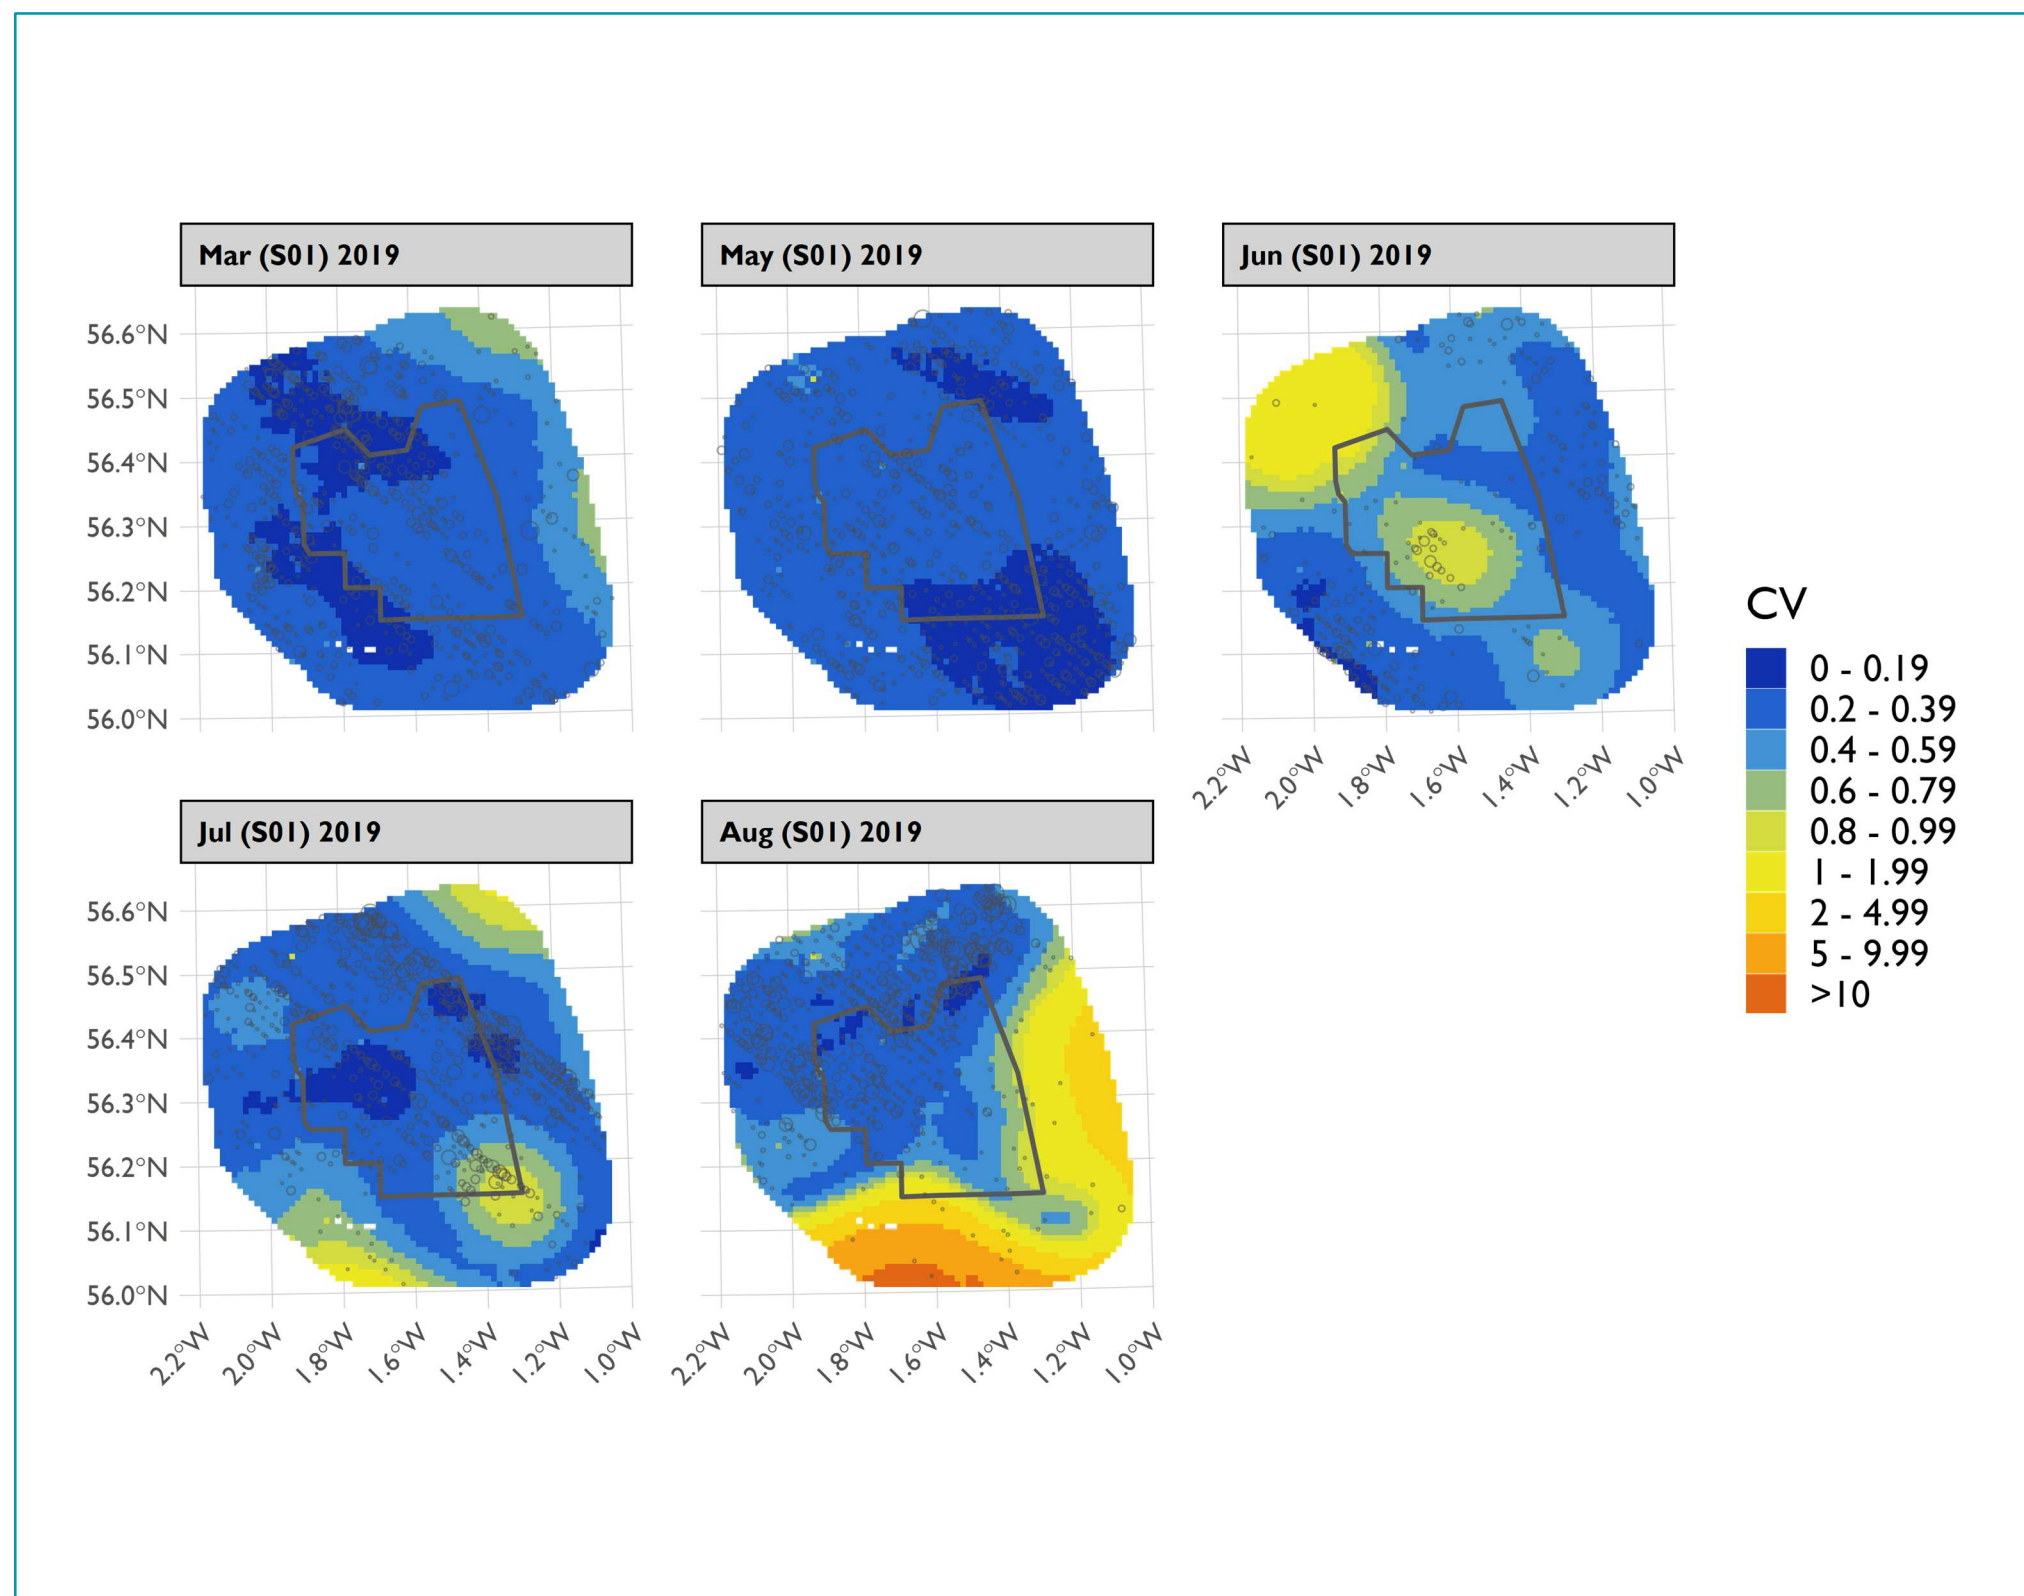 Mar (S01) 2019
May (S01) 2019
Jun (S01) 2019
56.6°N
56.5°N
56.4°N
56.3°N
56.2°N
56.1°N
56.0°N
2.2°W
2.0°W
1.8°W
1.6°W
1.4°W
1.2°W
1.0°W
Jul (S01) 2019
Aug (S01) 2019
56.6°N
56.5°N
56.4°N
56.3°N
56.2°N
56.1°N
56.0°N
2.2°W
2.0°W
1.8°W
1.6°W
1.4°W
1.2°W
1.0°W
2.2°W
2.0°W
1.8°W
1.6°W
1.4°W
1.2°W
1.0°W
CV
0 - 0.19
0.2 - 0.39
0.4 - 0.59
0.6 - 0.79
0.8 - 0.99
1 - 1.99
2 - 4.99
5 - 9.99
>10